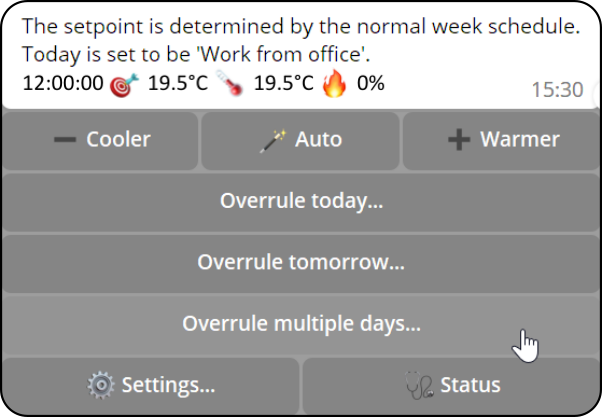 The setpoint is determined by the normal week schedule.
Today is set to be 'Work from office'.
12:00:00 🎯 19.5°C 🌡️ 19.5°C 🔥 0%
15:30
➖ Cooler 🪄 Auto ➕ Warmer
Overrule today...
Overrule tomorrow...
Overrule multiple days...
⚙️ Settings... 🩺 Status